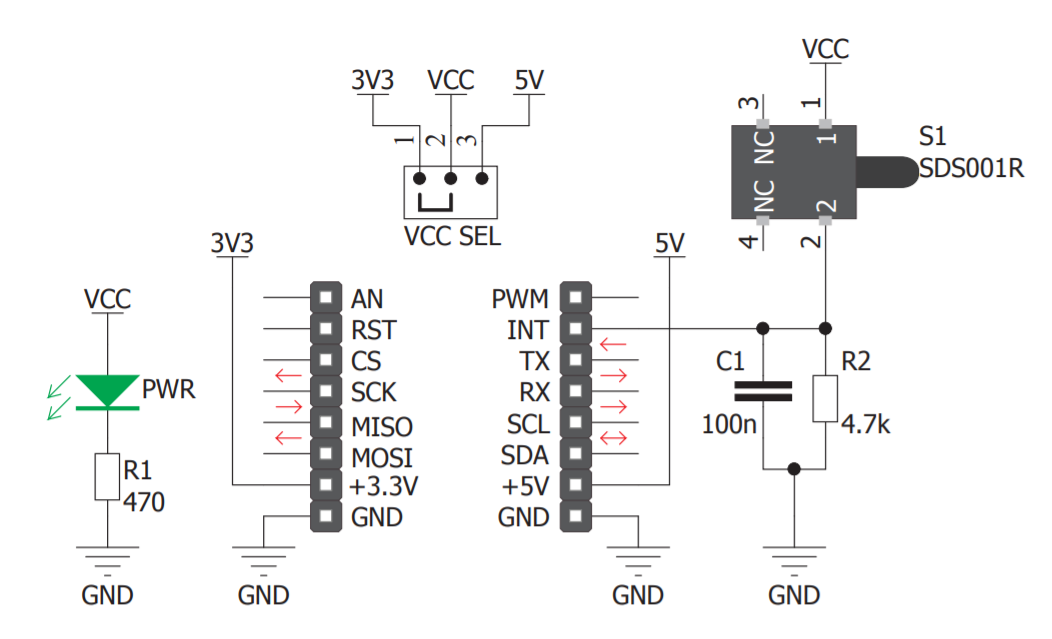 VCC
3V3 VCC 5V
3 1
1 2 3
NC 1
S1
SDS001R
NC 2
VCC SEL
4 2
3V3
5V
VCC
AN
PWM
RST
INT
CS
TX
C1
R2
PWR
SCK
RX
100n
4.7k
MISO
SCL
MOSI
SDA
R1
470
+3.3V
+5V
GND
GND
GND
GND
GND
GND